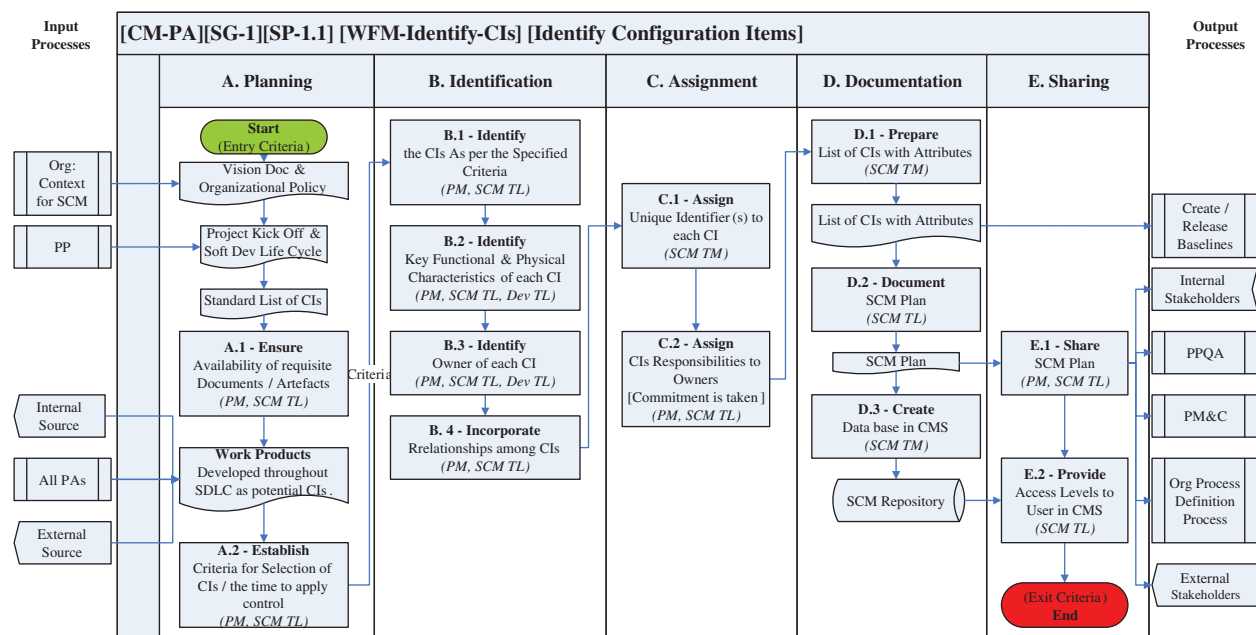 Input
Processes
[CM-PA][SG-1][SP-1.1] [WFM-Identify-CIs] [Identify Configuration Items]
Output
Processes
A. Planning
B. Identification
C. Assignment
D. Documentation
E. Sharing
Org:
Context
for SCM
PP
Internal
Source
All PAs
External
Source
Start
(Entry Criteria)
Vision Doc &
Organizational Policy
Project Kick Off &
Soft Dev Life Cycle
Standard List of CIs
A.1 - Ensure
Availability of requisite
Documents / Artefacts
(PM, SCM TL)
Work Products
Developed throughout
SDLC as potential CIs .
A.2 - Establish
Criteria for Selection of
CIs / the time to apply
control
(PM, SCM TL)
Criteria
B.1 - Identify
the CIs As per the Specified
Criteria
(PM, SCM TL)
B.2 - Identify
Key Functional & Physical
Characteristics of each CI
(PM, SCM TL, Dev TL)
B.3 - Identify
Owner of each CI
(PM, SCM TL, Dev TL)
B. 4 - Incorporate
Rrelationships among CIs
(PM, SCM TL)
C.1 - Assign
Unique Identifier (s) to
each CI
(SCM TM)
C.2 - Assign
CIs Responsibilities to
Owners
[Commitment is taken ]
(PM, SCM TL)
D.1 - Prepare
List of CIs with Attributes
(SCM TM)
List of CIs with Attributes
D.2 - Document
SCM Plan
(SCM TL)
SCM Plan
D.3 - Create
Data base in CMS
(SCM TM)
SCM Repository
E.1 - Share
SCM Plan
(PM, SCM TL)
E.2 - Provide
Access Levels to
User in CMS
(SCM TL)
(Exit Criteria)
End
Create /
Release
Baselines
Internal
Stakeholders
PPQA
PM&C
Org Process
Definition
Process
External
Stakeholders